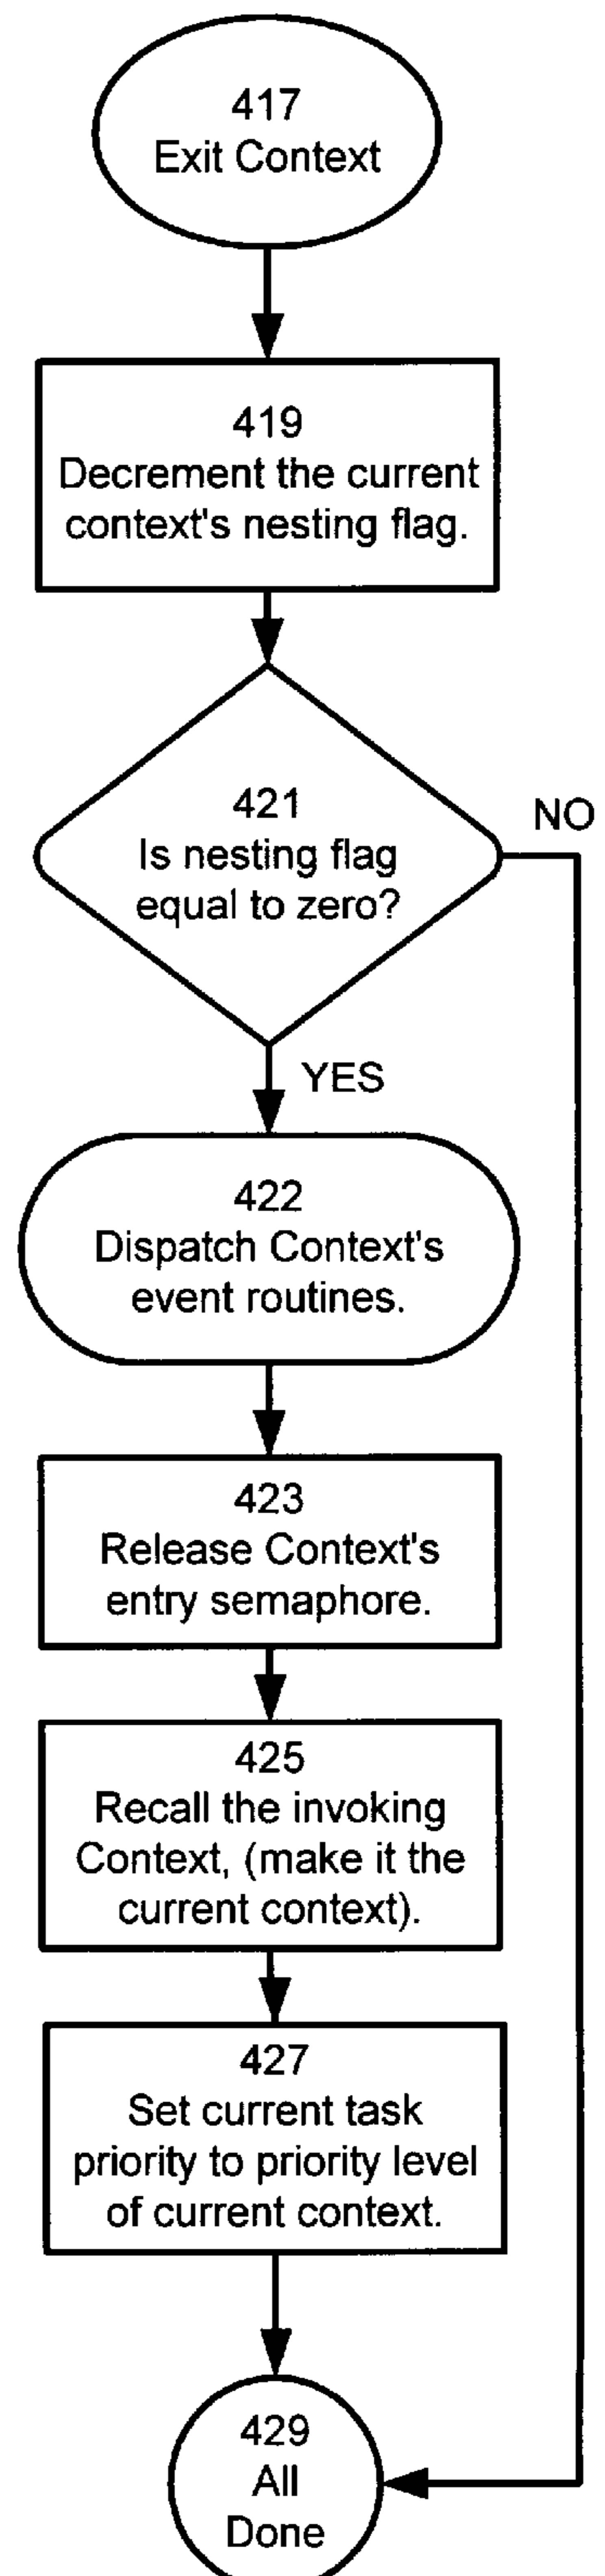 417
Exit Context
419
Decrement the current
context's nesting flag.
421
Is nesting flag
equal to zero?
NO
YES
422
Dispatch Context's
event routines.
423
Release Context's
entry semaphore.
425
Recall the invoking
Context, (make it the
current context).
427
Set current task
priority to priority level
of current context.
429
All
Done